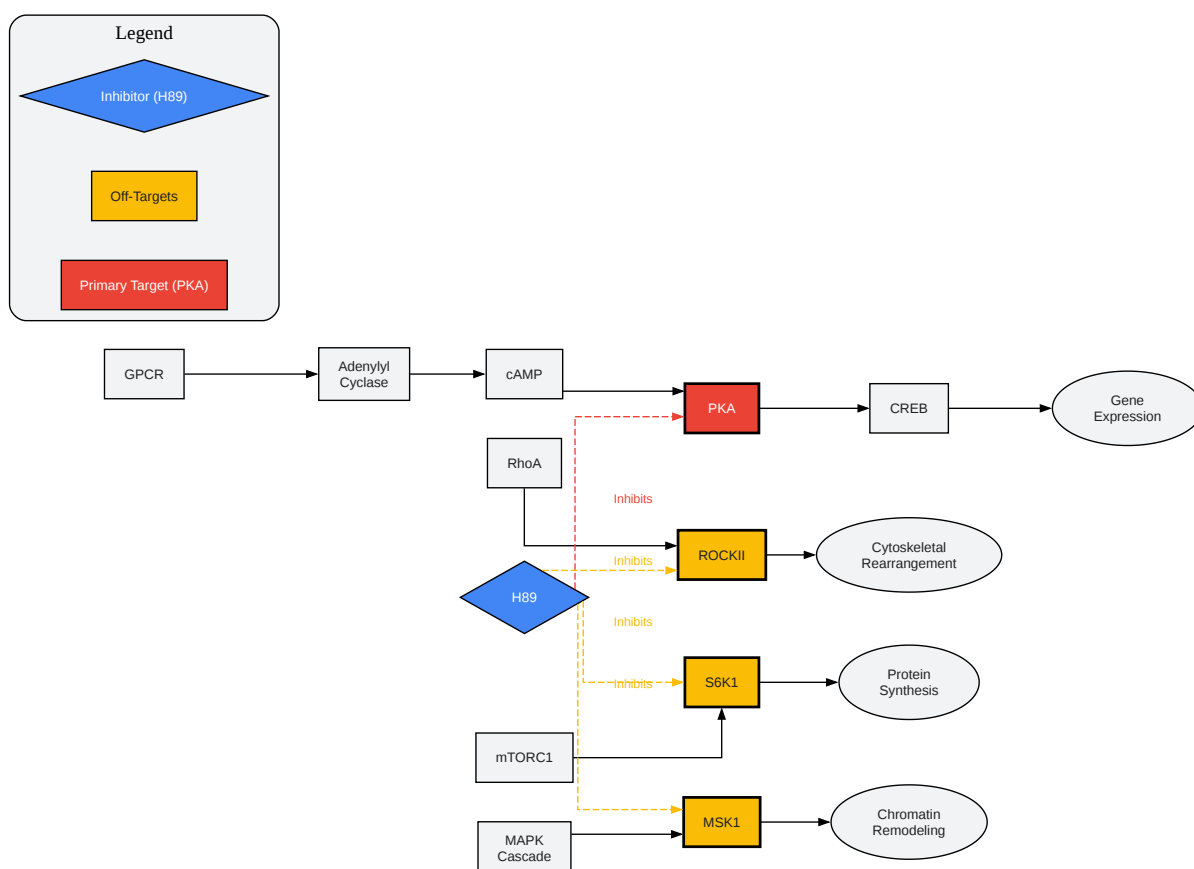 Legend
Inhibitor (H89)
Off-Targets
Primary Target (PKA)
GPCR
Adenylyl
Cyclase
cAMP
PKA
CREB
Gene
Expression
RhoA
Inhibits
ROCKII
Cytoskeletal
Rearrangement
Inhibits
H89
Inhibits
S6K1
Protein
Synthesis
Inhibits
mTORC1
MSK1
Chromatin
Remodeling
MAPK
Cascade